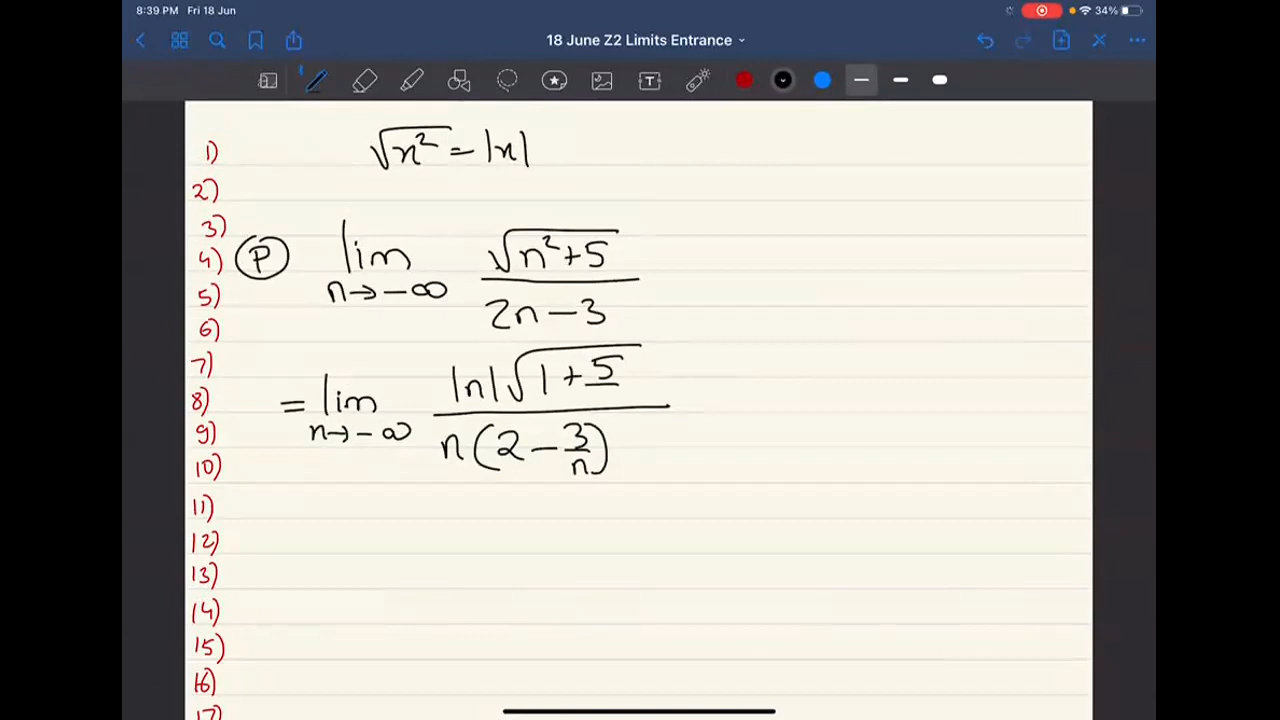 8:39 PM Fri 18 Jun 34%
18 June Z2 Limits Entrance
T
1) √n² = |n|
2)
3)
4) (P) lim n→-∞ √(n²+5) / (2n-3)
5)
6)
7)
8) = lim n→-∞ |n|√(1+5 / n(2-3/n)
9)
10)
11)
12)
13)
14)
15)
16)
17)